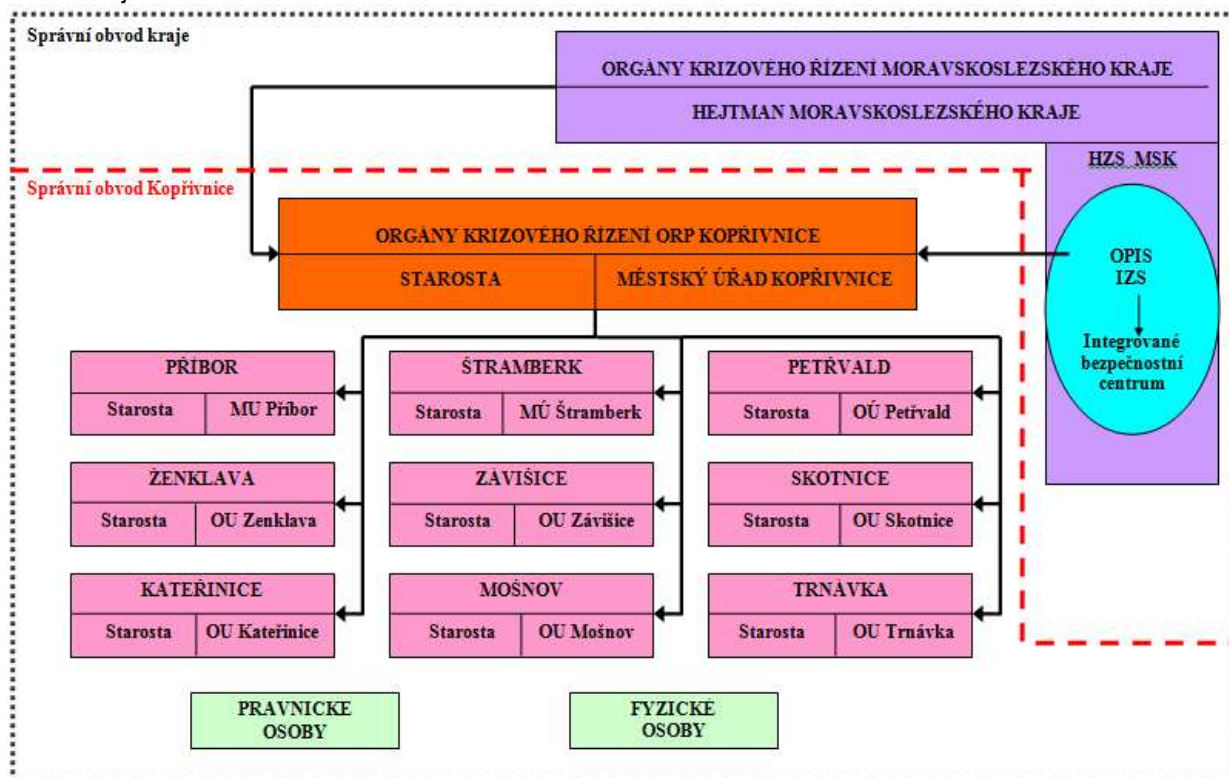 Správní obvod kraje
ORGÁNY KRIZOVÉHO ŘÍZENÍ MORAVSKOSLEZSKÉHO KRAJE
HEJTMAN MORAVSKOSLEZSKÉHO KRAJE
HZS MSK
Správní obvod Kopřivnice
ORGÁNY KRIZOVÉHO ŘÍZENÍ ORP KOPŘIVNICE
STAROSTA
MĚSTSKÝ ÚŘAD KOPŘIVNICE
OPIS
IZS
Integrované
bezpečnostní
centrum
PŘÍBOR
Starosta
MU Příbor
ŠTRAMBERK
Starosta
MÚ Štramberk
PETŘVALD
Starosta
OÚ Petřvald
ŽENKLAVA
Starosta
OU Zenklava
ZÁVIŠICE
Starosta
OU Závišice
SKOTNICE
Starosta
OU Skotnice
KATEŘINICE
Starosta
OU Kateřinice
MOŠNOV
Starosta
OU Mošnov
TRNÁVKA
Starosta
OU Trnávka
PRAVNICKE
OSOBY
FYZICKÉ
OSOBY